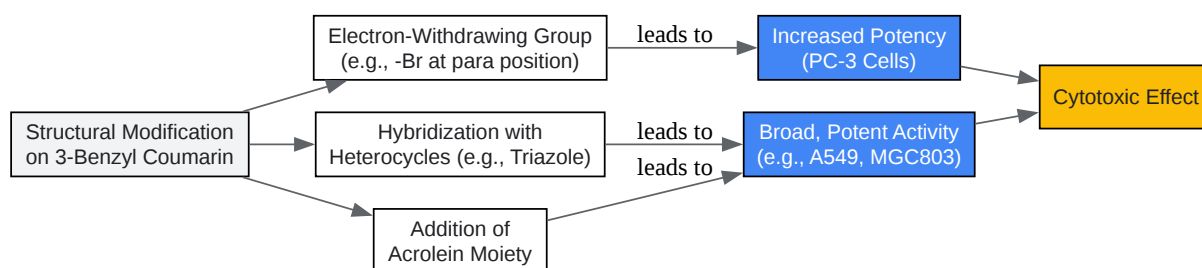 Electron-Withdrawing Group
(e.g., -Br at para position)
leads to
Increased Potency
(PC-3 Cells)
Cytotoxic Effect
Structural Modification
on 3-Benzyl Coumarin
Hybridization with
Heterocycles (e.g., Triazole)
leads to
Broad, Potent Activity
(e.g., A549, MGC803)
leads to
Addition of
Acrolein Moiety